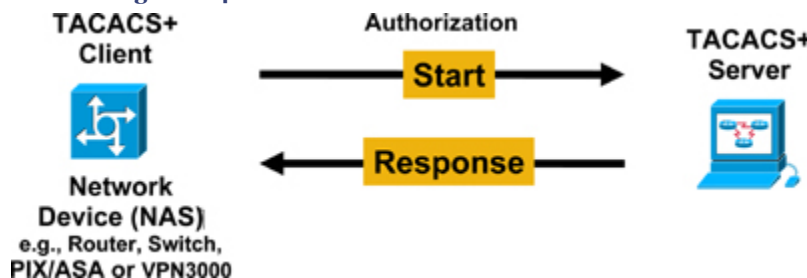 TACACS+
Client
Authorization
Start
TACACS+
Server
Response
Network
Device (NAS)
e.g., Router, Switch,
PIX/ASA or VPN3000